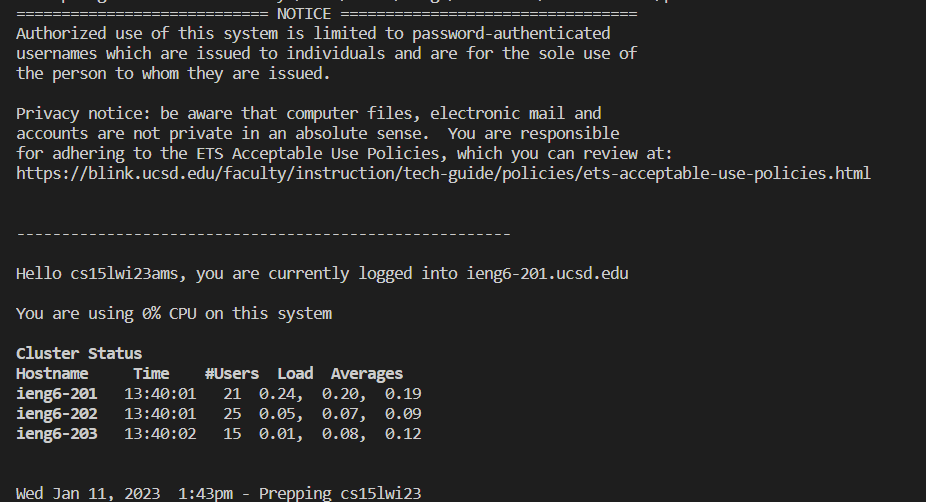 ============================ NOTICE =================================
Authorized use of this system is limited to password-authenticated
usernames which are issued to individuals and are for the sole use of
the person to whom they are issued.
Privacy notice: be aware that computer files, electronic mail and
accounts are not private in an absolute sense.  You are responsible
for adhering to the ETS Acceptable Use Policies, which you can review at:
https://blink.ucsd.edu/faculty/instruction/tech-guide/policies/ets-acceptable-use-policies.html
-------------------------------------------------------
Hello cs15lwi23ams, you are currently logged into ieng6-201.ucsd.edu
You are using 0% CPU on this system
Cluster Status
Hostname     Time    #Users  Load  Averages
ieng6-201   13:40:01   21  0.24,  0.20,  0.19
ieng6-202   13:40:01   25  0.05,  0.07,  0.09
ieng6-203   13:40:02   15  0.01,  0.08,  0.12
Wed Jan 11, 2023  1:43pm - Prepping cs15lwi23